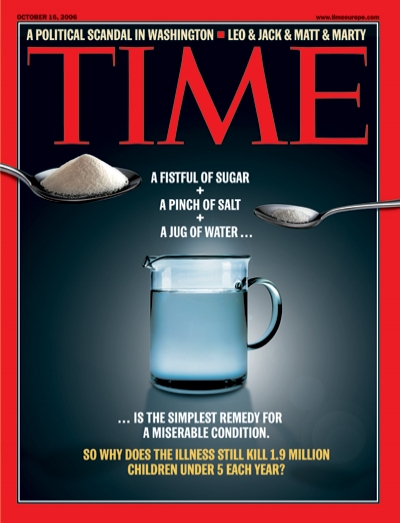 OCTOBER 16, 2006 www.timeeurope.com
A POLITICAL SCANDAL IN WASHINGTON ■ LEO & JACK & MATT & MARTY
TIME
A FISTFUL OF SUGAR
+
A PINCH OF SALT
+
A JUG OF WATER ...
... IS THE SIMPLEST REMEDY FOR
A MISERABLE CONDITION.
SO WHY DOES THE ILLNESS STILL KILL 1.9 MILLION
CHILDREN UNDER 5 EACH YEAR?